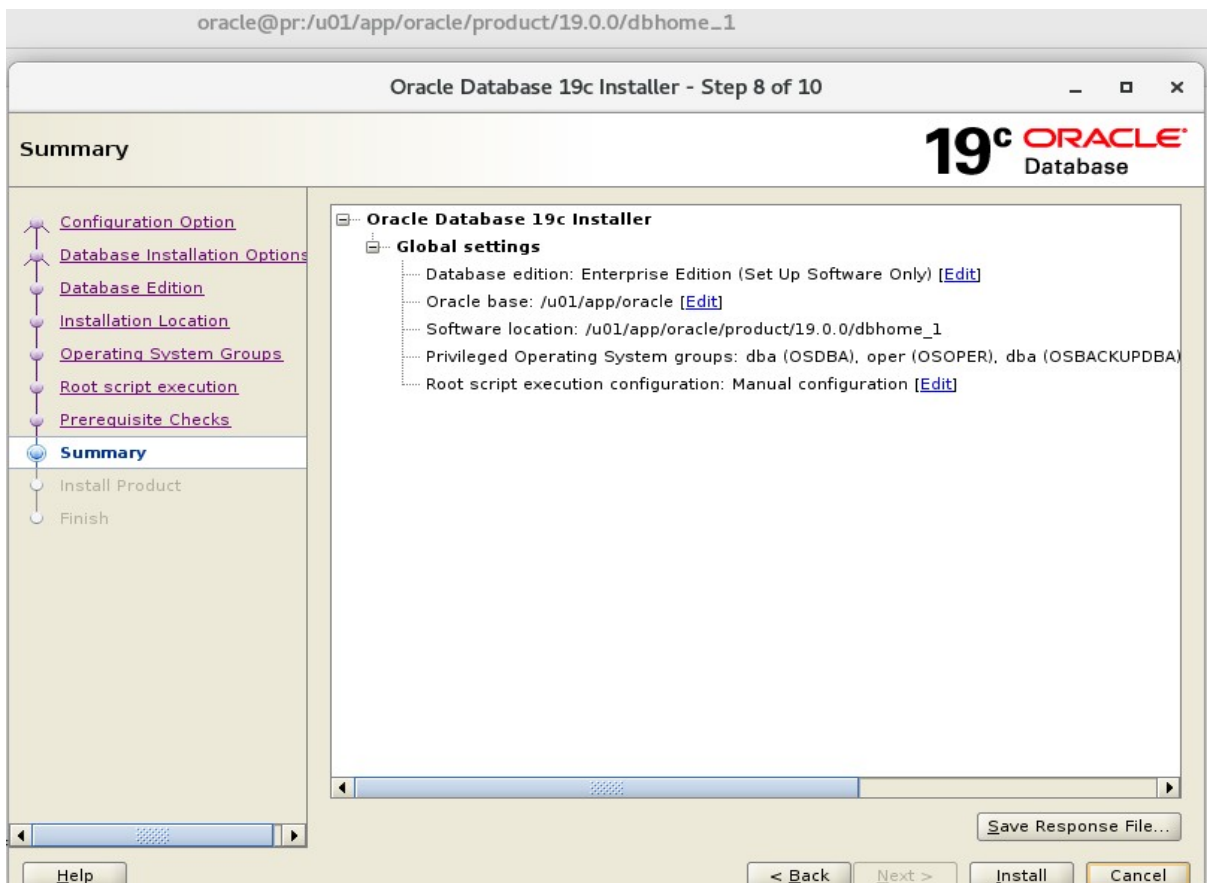 oracle@pr:/u01/app/oracle/product/19.0.0/dbhome_1
Oracle Database 19c Installer - Step 8 of 10
Summary
19c ORACLE
Database
Configuration Option
Database Installation Options
Database Edition
Installation Location
Operating System Groups
Root script execution
Prerequisite Checks
Summary
Install Product
Finish
Oracle Database 19c Installer
Global settings
Database edition: Enterprise Edition (Set Up Software Only) [Edit]
Oracle base: /u01/app/oracle [Edit]
Software location: /u01/app/oracle/product/19.0.0/dbhome_1
Privileged Operating System groups: dba (OSDBA), oper (OSOPER), dba (OSBACKUPDBA)
Root script execution configuration: Manual configuration [Edit]
Save Response File...
Help
< Back
Next >
Install
Cancel